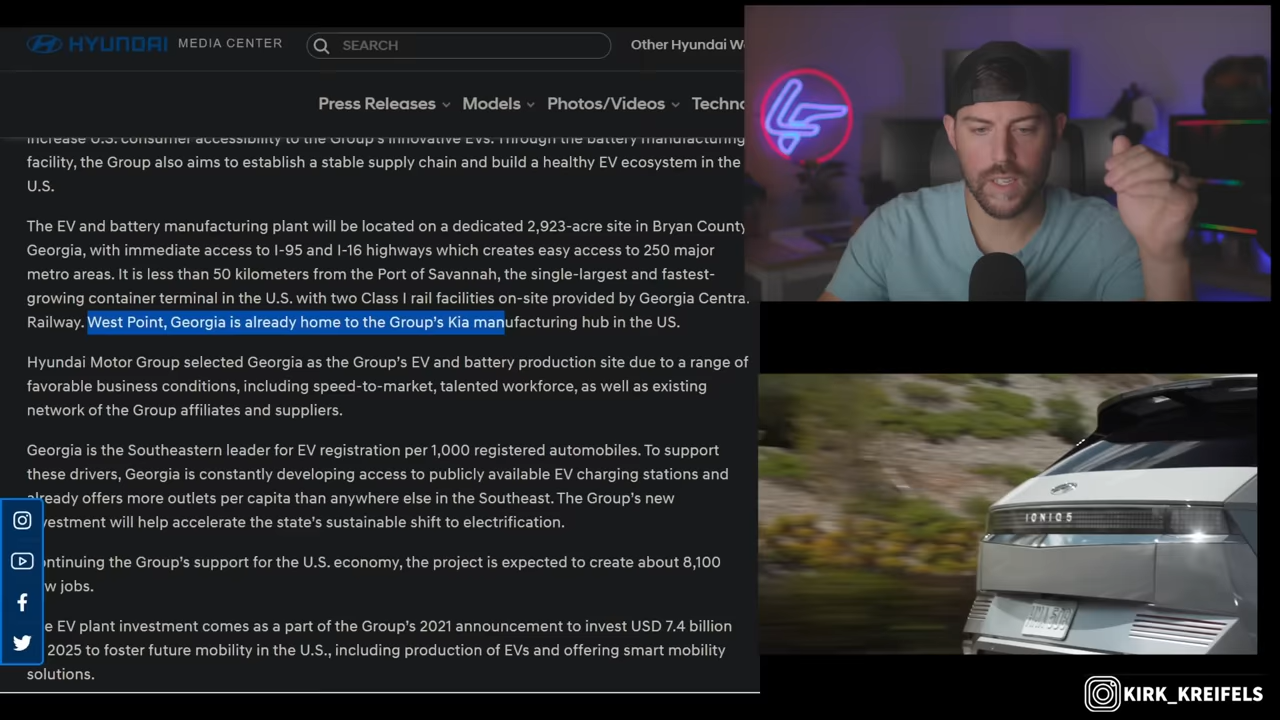 HYUNDAI MEDIA CENTER
SEARCH
Other Hyundai
Press Releases
Models
Photos/Videos
increase U.S. consumer accessibility to the Group's innovative EVs. Through the battery manufacturing
facility, the Group also aims to establish a stable supply chain and build a healthy EV ecosystem in the
U.S.
The EV and battery manufacturing plant will be located on a dedicated 2,923-acre site in Bryan County
Georgia, with immediate access to I-95 and I-16 highways which creates easy access to 250 major
metro areas. It is less than 50 kilometers from the Port of Savannah, the single-largest and fastest-
growing container terminal in the U.S. with two Class I rail facilities on-site provided by Georgia Central
Railway. West Point, Georgia is already home to the Group's Kia manufacturing hub in the US.
Hyundai Motor Group selected Georgia as the Group's EV and battery production site due to a range of
favorable business conditions, including speed-to-market, talented workforce, as well as existing
network of the Group affiliates and suppliers.
Georgia is the Southeastern leader for EV registration per 1,000 registered automobiles. To support
these drivers, Georgia is constantly developing access to publicly available EV charging stations and
already offers more outlets per capita than anywhere else in the Southeast. The Group's new
vestment will help accelerate the state's sustainable shift to electrification.
ontinuing the Group's support for the U.S. economy, the project is expected to create about 8,100
w jobs.
e EV plant investment comes as a part of the Group's 2021 announcement to invest USD 7.4 billion
2025 to foster future mobility in the U.S., including production of EVs and offering smart mobility
solutions.
IONIQ 5
KIRK_KREIFELS